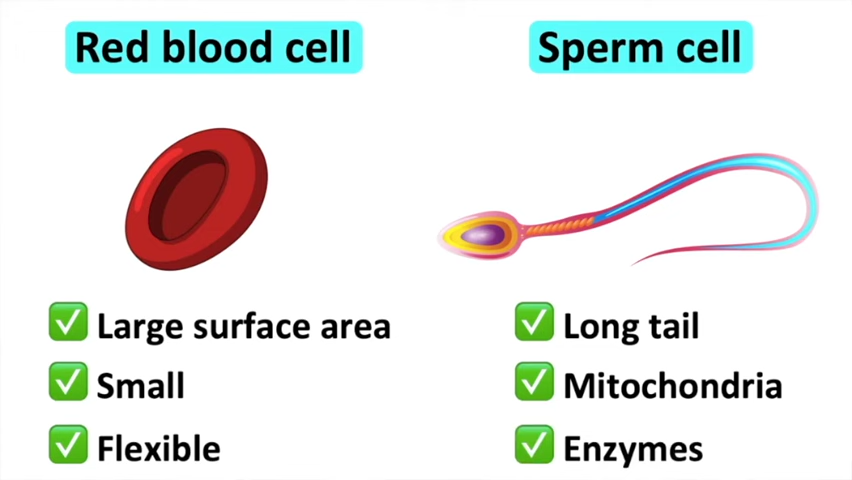 Red blood cell
Sperm cell
Large surface area
Small
Flexible
Long tail
Mitochondria
Enzymes